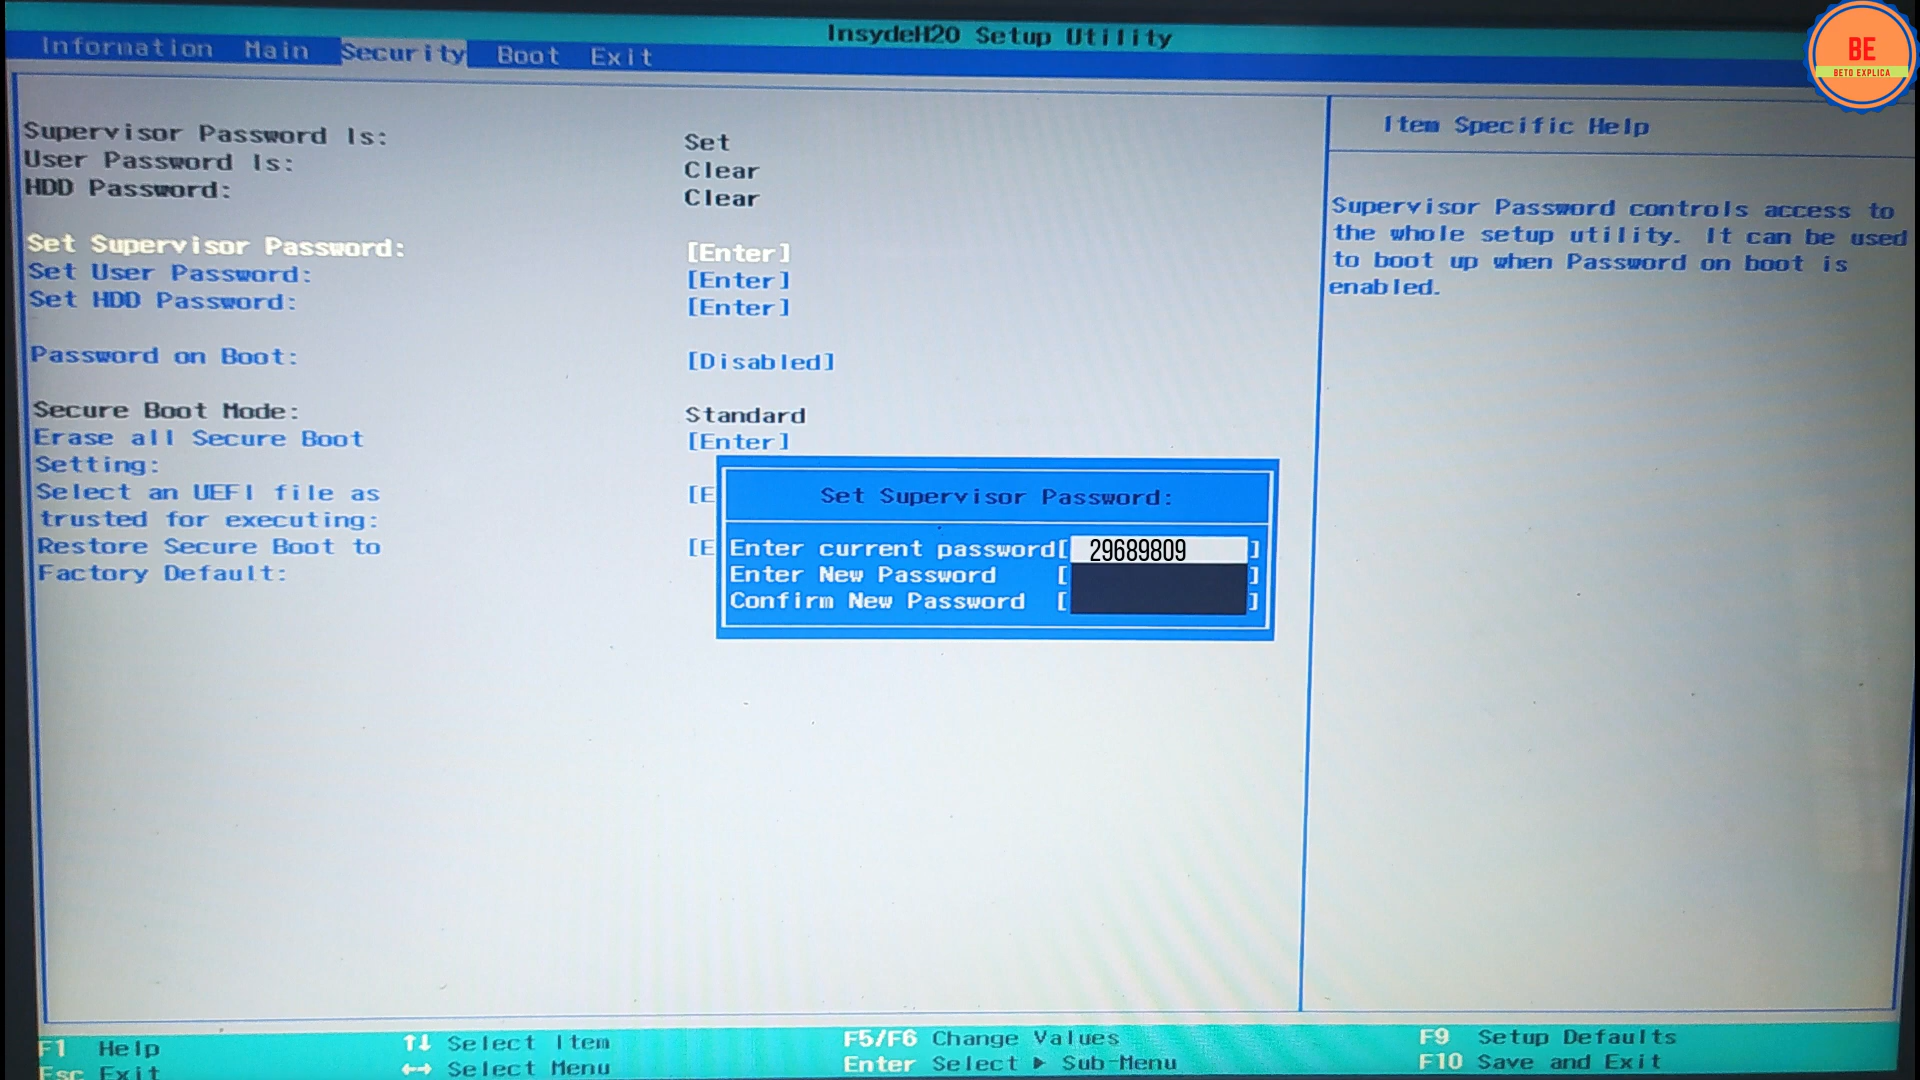 InsydeH20 Setup Utility
BE
BETO EXPLICA
Information Main Security Boot Exit
Item Specific Help
Supervisor Password Is: Set
User Password Is: Clear
HDD Password: Clear
Set Supervisor Password: [Enter]
Set User Password: [Enter]
Set HDD Password: [Enter]
Password on Boot: [Disabled]
Secure Boot Mode: Standard
Erase all Secure Boot [Enter]
Setting:
Select an UEFI file as [E
trusted for executing:
Restore Secure Boot to [E
Factory Default:
Set Supervisor Password:
Enter current password[ 29689809 ]
Enter New Password [ ]
Confirm New Password [ ]
Supervisor Password controls access to
the whole setup utility. It can be used
to boot up when Password on boot is
enabled.
F1 Help ↑↓ Select Item F5/F6 Change Values F9 Setup Defaults
Esc Exit ←→ Select Menu Enter Select ▶ Sub-Menu F10 Save and Exit